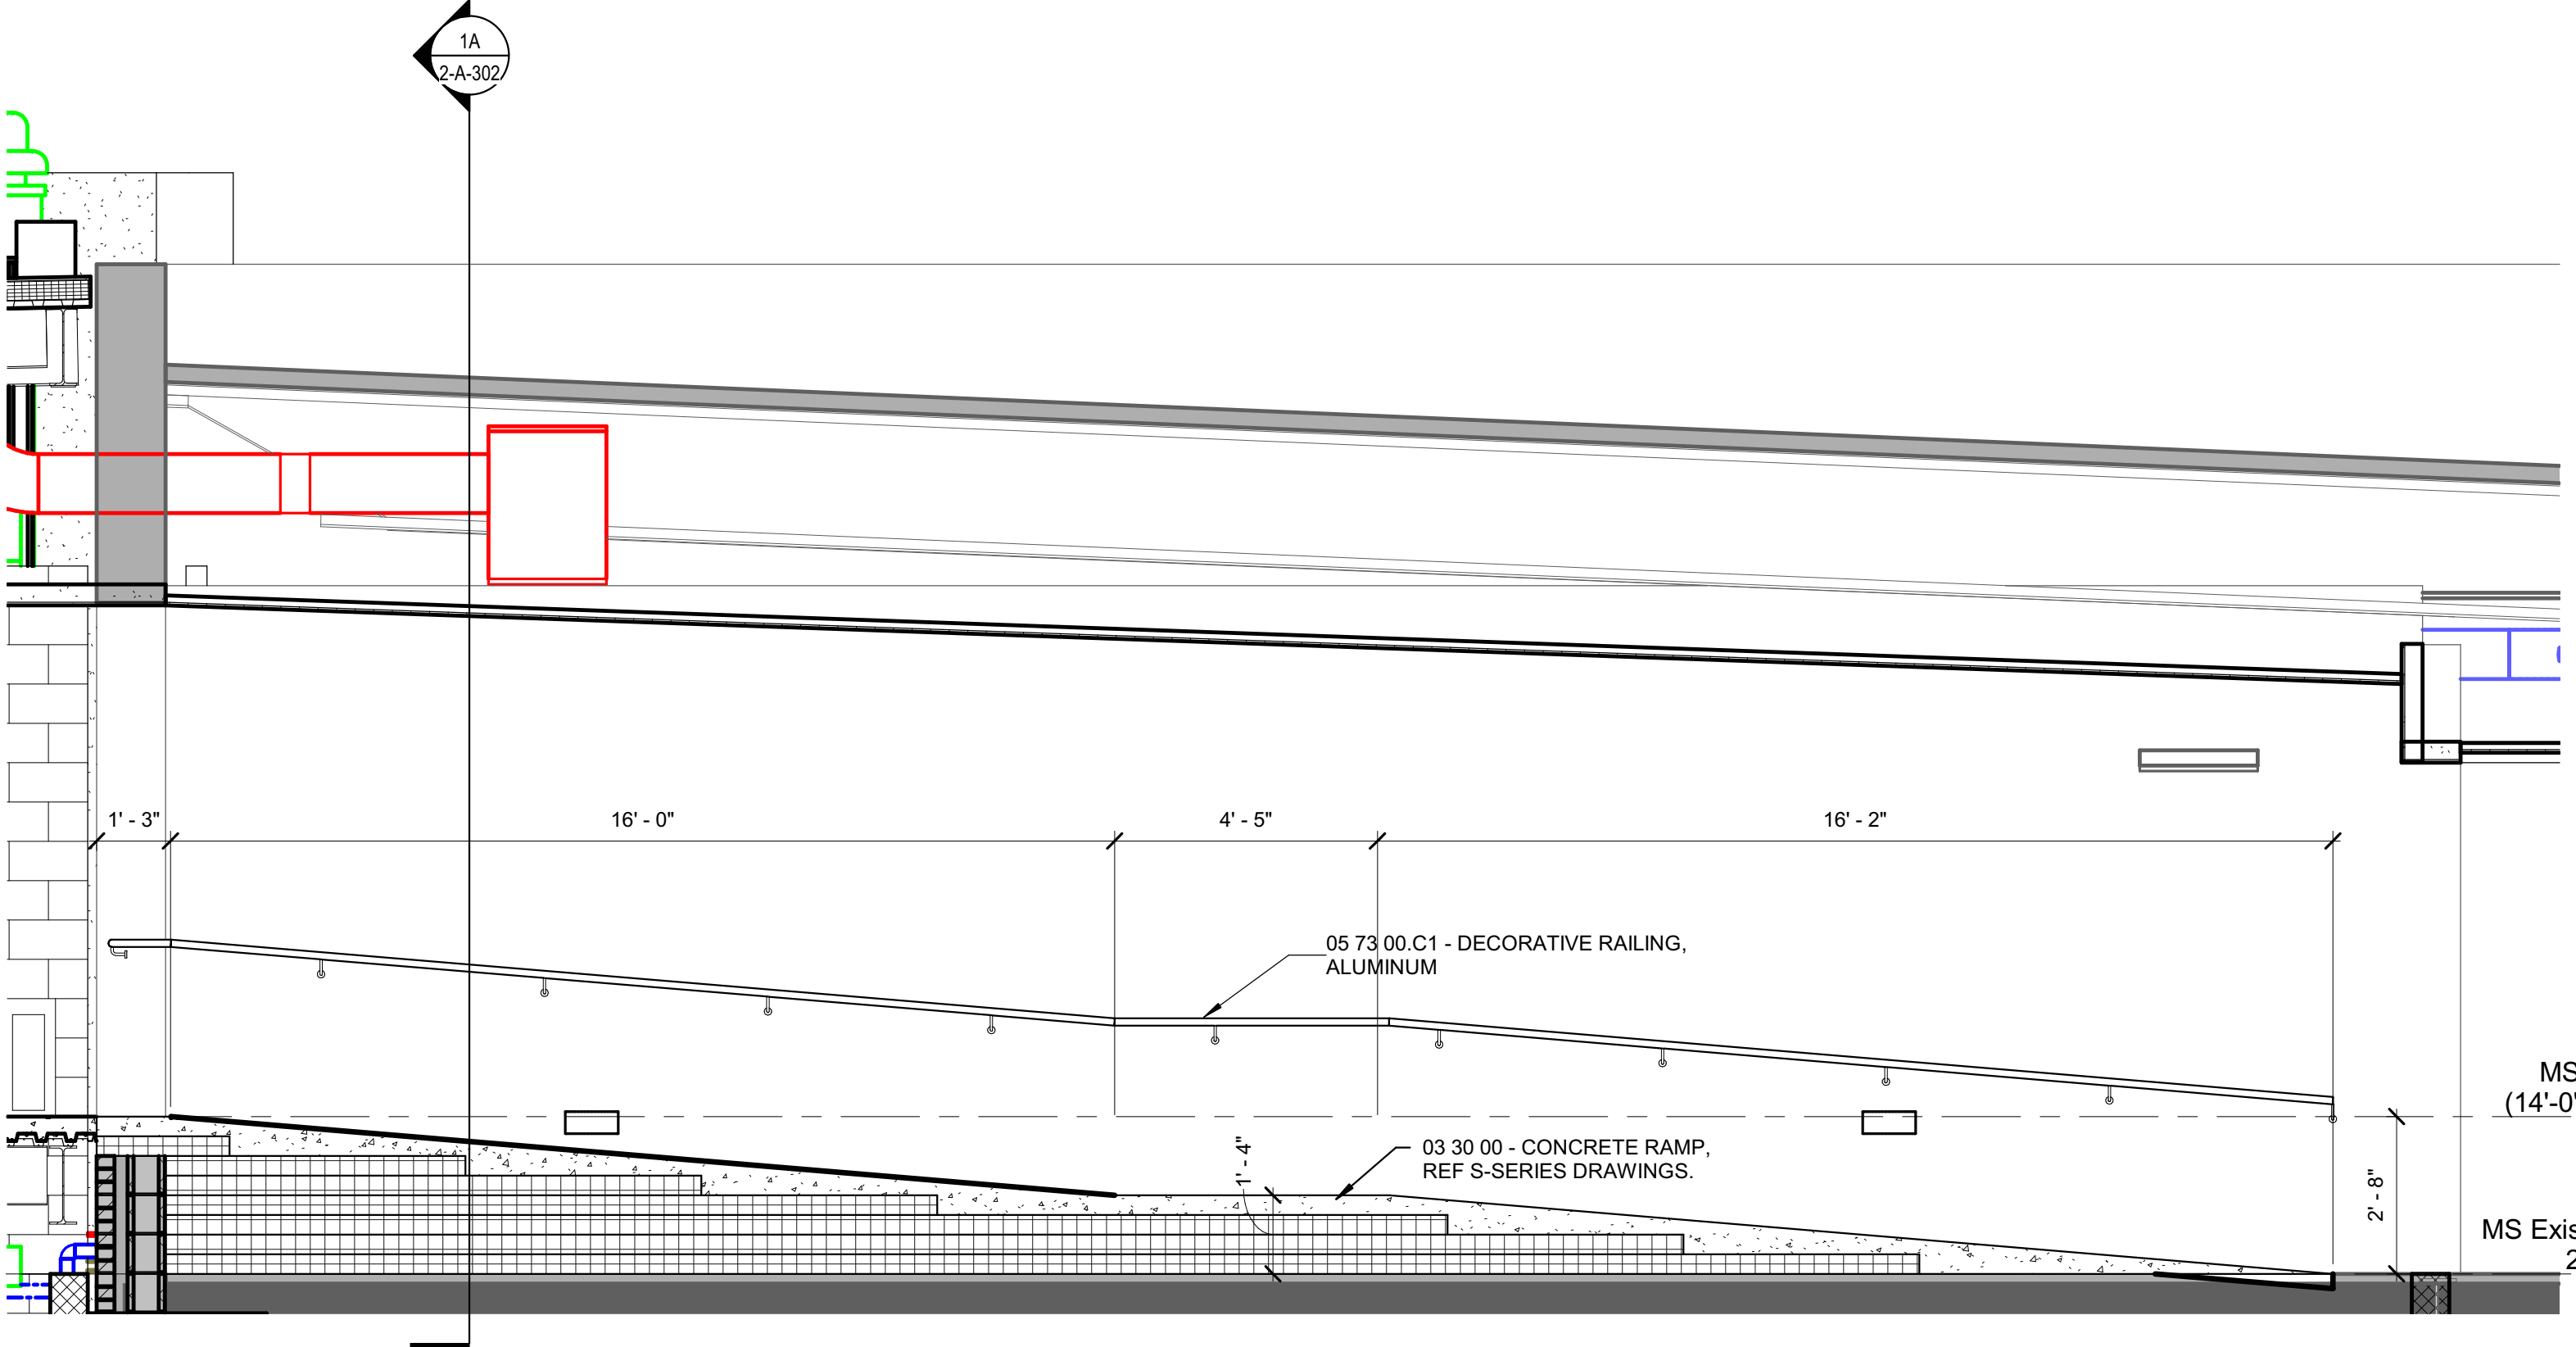 1A
2-A-302
1' - 3"
16' - 0"
4' - 5"
16' - 2"
05 73 00.C1 - DECORATIVE RAILING,
ALUMINUM
MS
(14'-0"
1' - 4"
03 30 00 - CONCRETE RAMP,
REF S-SERIES DRAWINGS.
2' - 8"
MS Exis
2